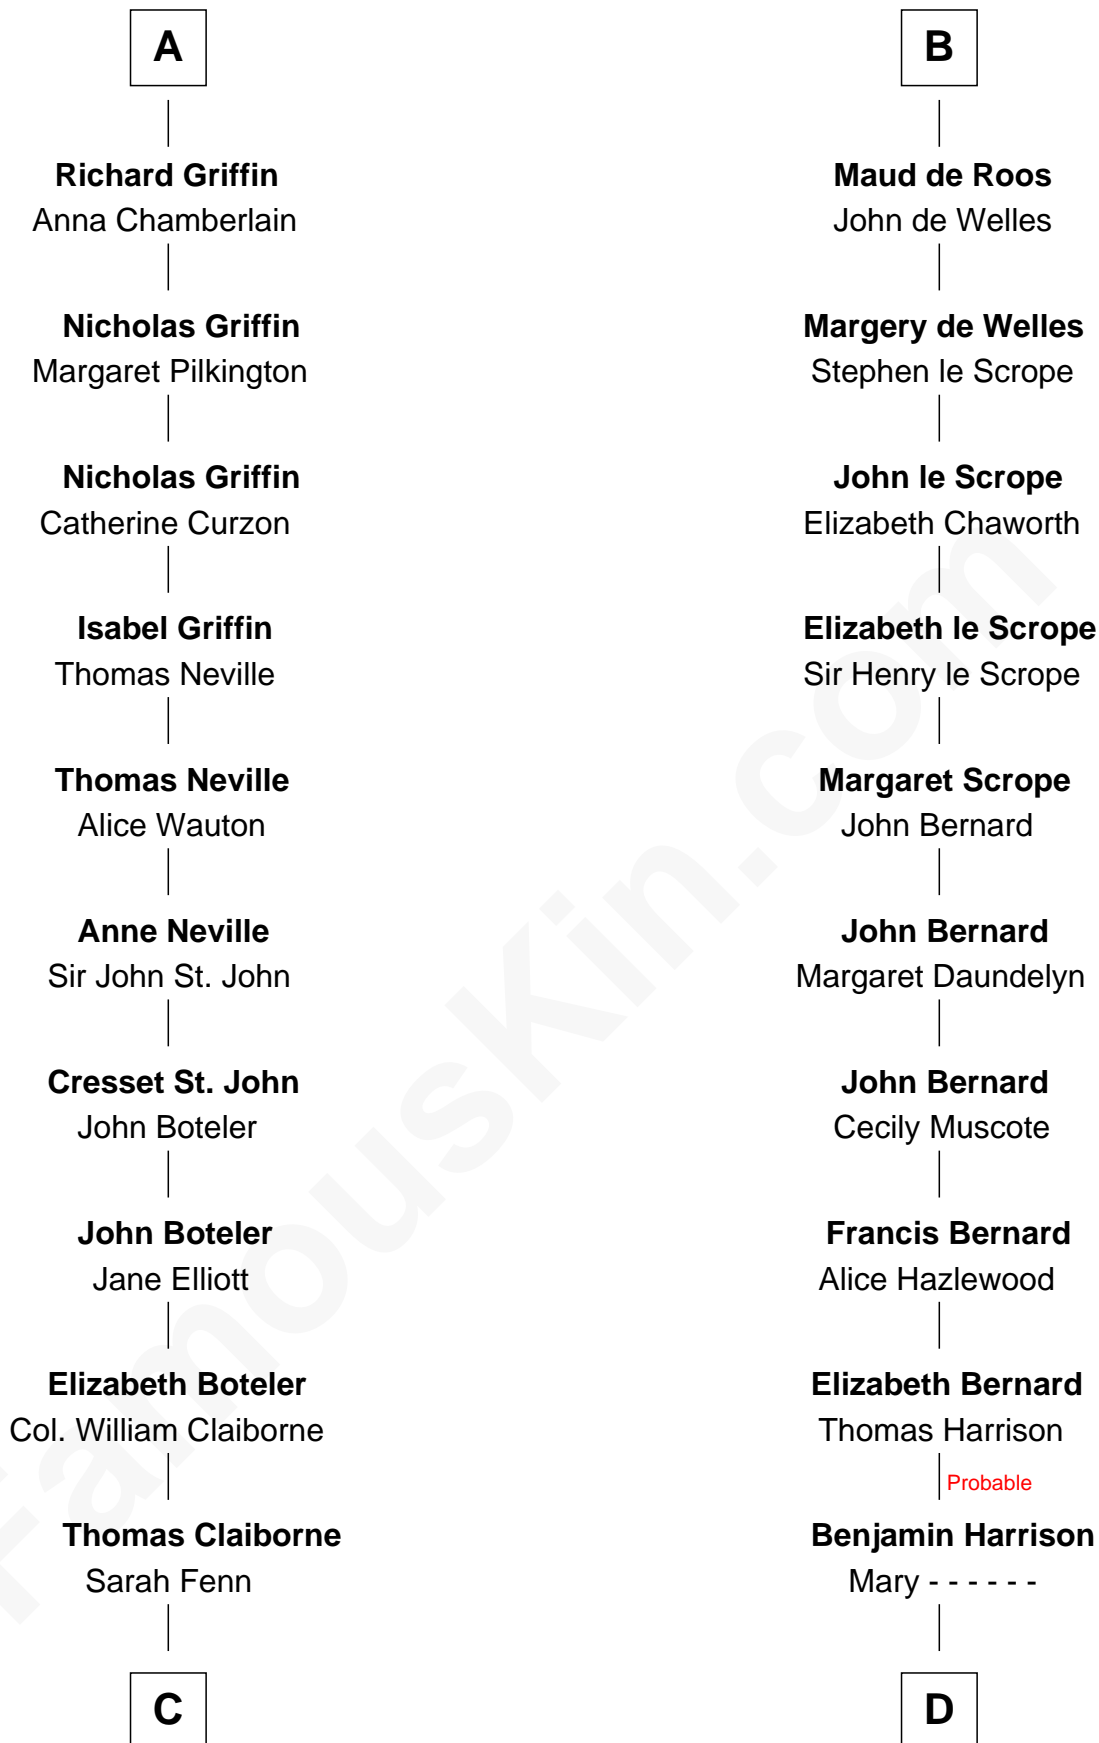 A
Richard Griffin
Anna Chamberlain
Nicholas Griffin
Margaret Pilkington
Nicholas Griffin
Catherine Curzon
Isabel Griffin
Thomas Neville
Thomas Neville
Alice Wauton
Anne Neville
Sir John St. John
Cresset St. John
John Boteler
John Boteler
Jane Elliott
Elizabeth Boteler
Col. William Claiborne
Thomas Claiborne
Sarah Fenn
C
B
Maud de Roos
John de Welles
Margery de Welles
Stephen le Scrope
John le Scrope
Elizabeth Chaworth
Elizabeth le Scrope
Sir Henry le Scrope
Margaret Scrope
John Bernard
John Bernard
Margaret Daundelyn
John Bernard
Cecily Muscote
Francis Bernard
Alice Hazlewood
Elizabeth Bernard
Thomas Harrison
Probable
Benjamin Harrison
Mary - - - - - -
D
FamousKin.com